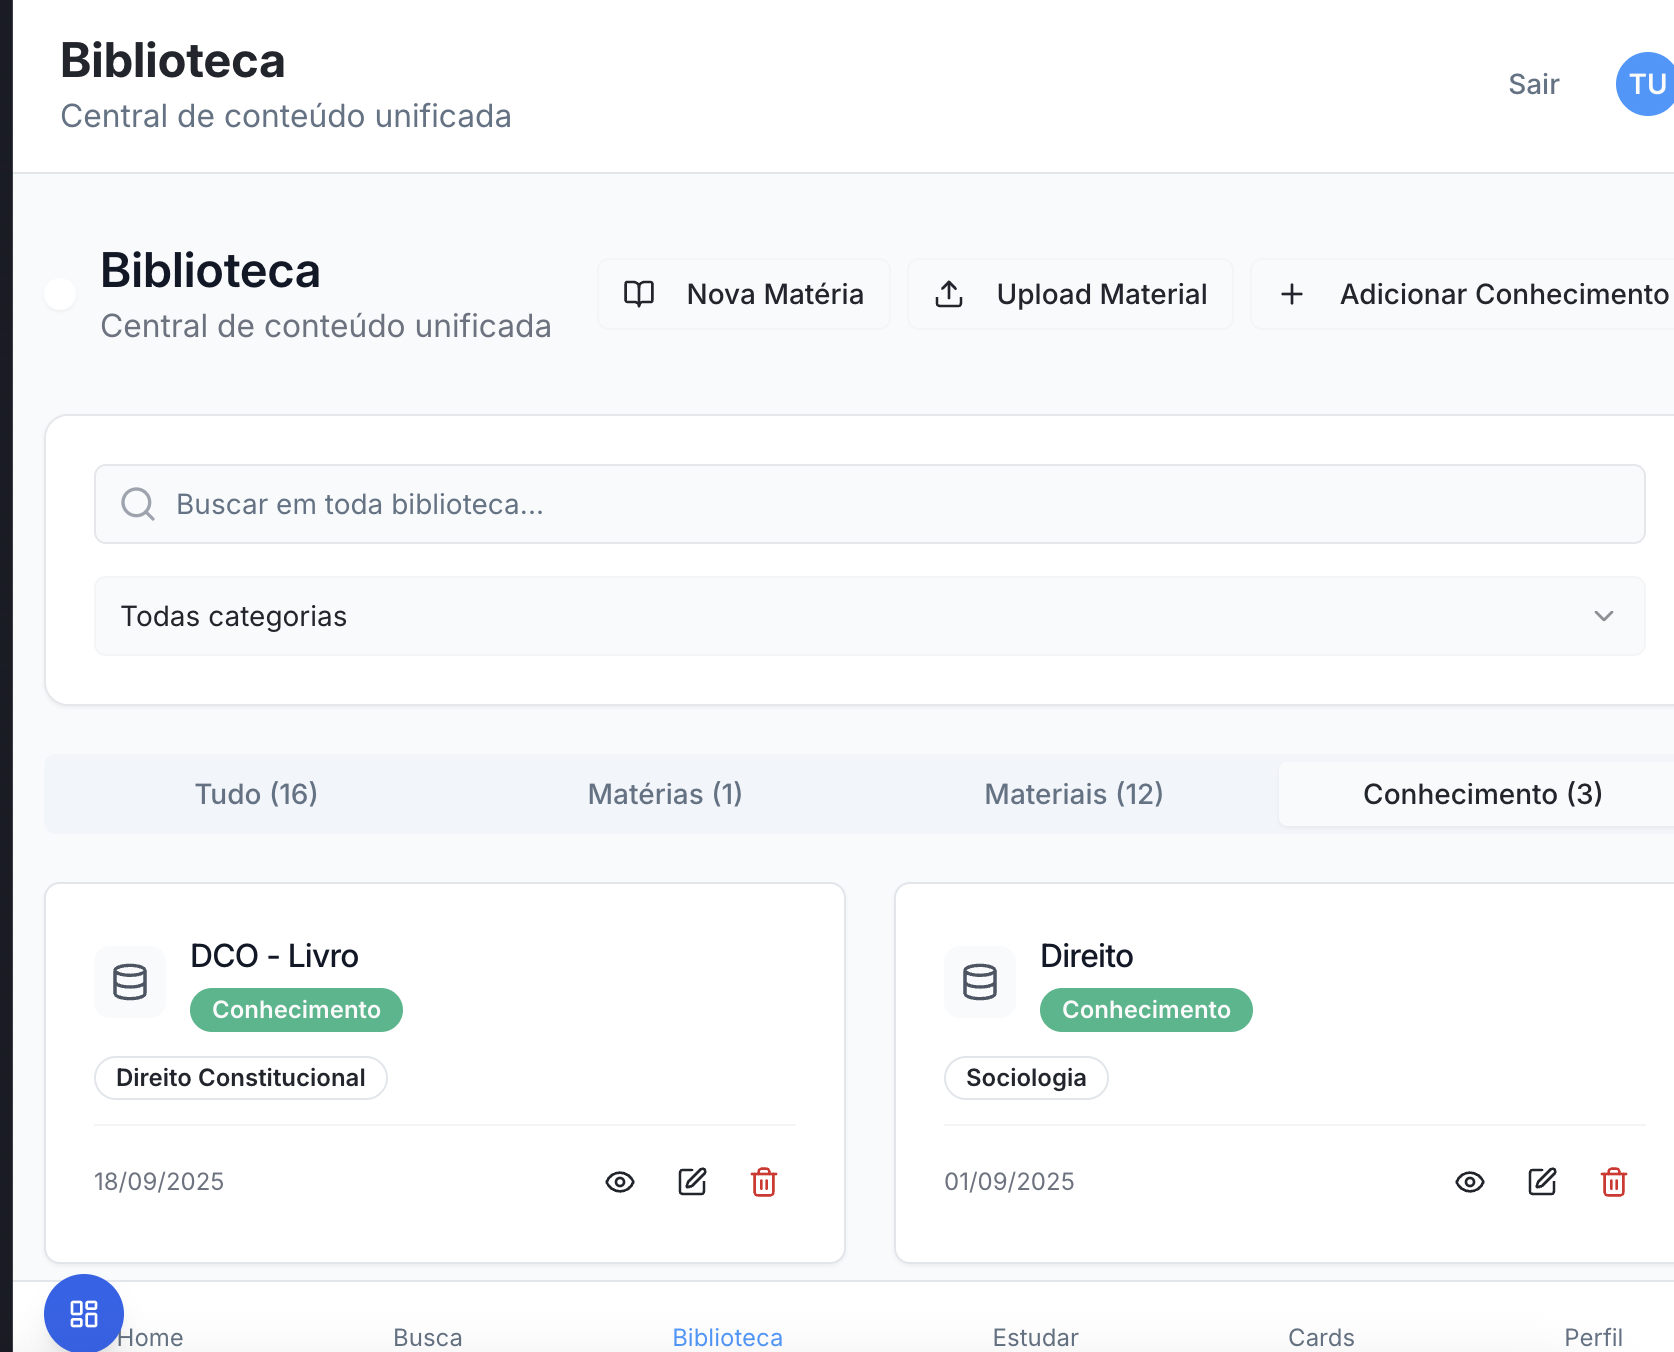 Biblioteca
Central de conteúdo unificada
Sair
TU
Biblioteca
Central de conteúdo unificada
Nova Matéria
Upload Material
Adicionar Conhecimento
Buscar em toda biblioteca...
Todas categorias
Tudo (16)
Matérias (1)
Materiais (12)
Conhecimento (3)
DCO - Livro
Conhecimento
Direito Constitucional
18/09/2025
Direito
Conhecimento
Sociologia
01/09/2025
Home
Busca
Biblioteca
Estudar
Cards
Perfil